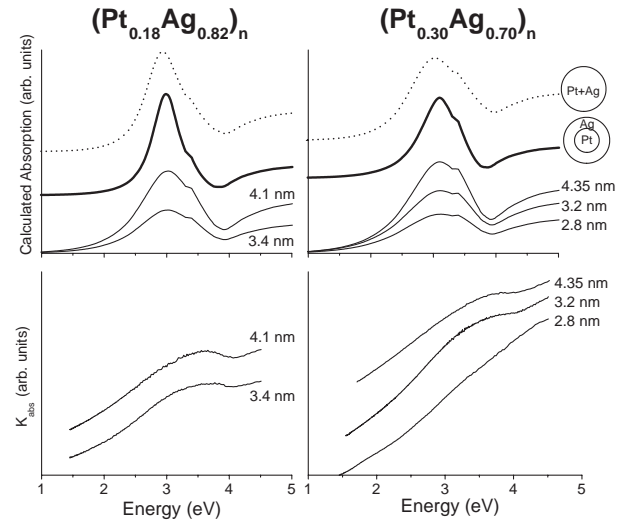 (Pt0.18Ag0.82)n
(Pt0.30Ag0.70)n
Calculated Absorption (arb. units)
Pt+Ag
Ag
Pt
4.1 nm
3.4 nm
4.35 nm
3.2 nm
2.8 nm
Kabs (arb. units)
4.1 nm
3.4 nm
4.35 nm
3.2 nm
2.8 nm
1 2 3 4 5
1 2 3 4 5
Energy (eV)
Energy (eV)